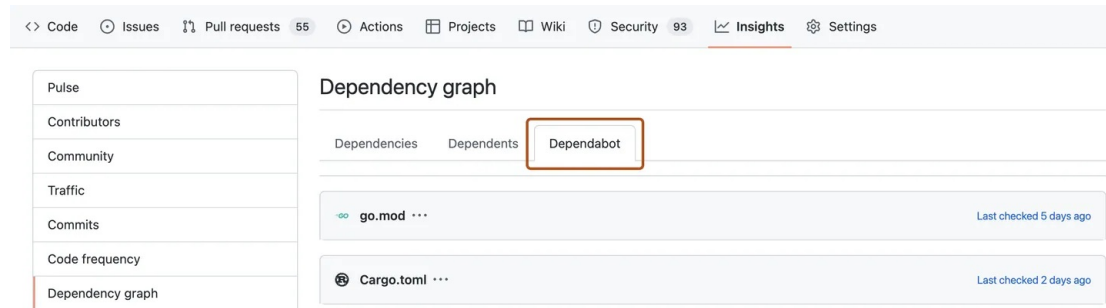 Code Issues Pull requests 55 Actions Projects Wiki Security 93 Insights Settings
Pulse
Contributors
Community
Traffic
Commits
Code frequency
Dependency graph
Dependency graph
Dependencies Dependents Dependabot
GO go.mod ··· Last checked 5 days ago
Cargo.toml ··· Last checked 2 days ago